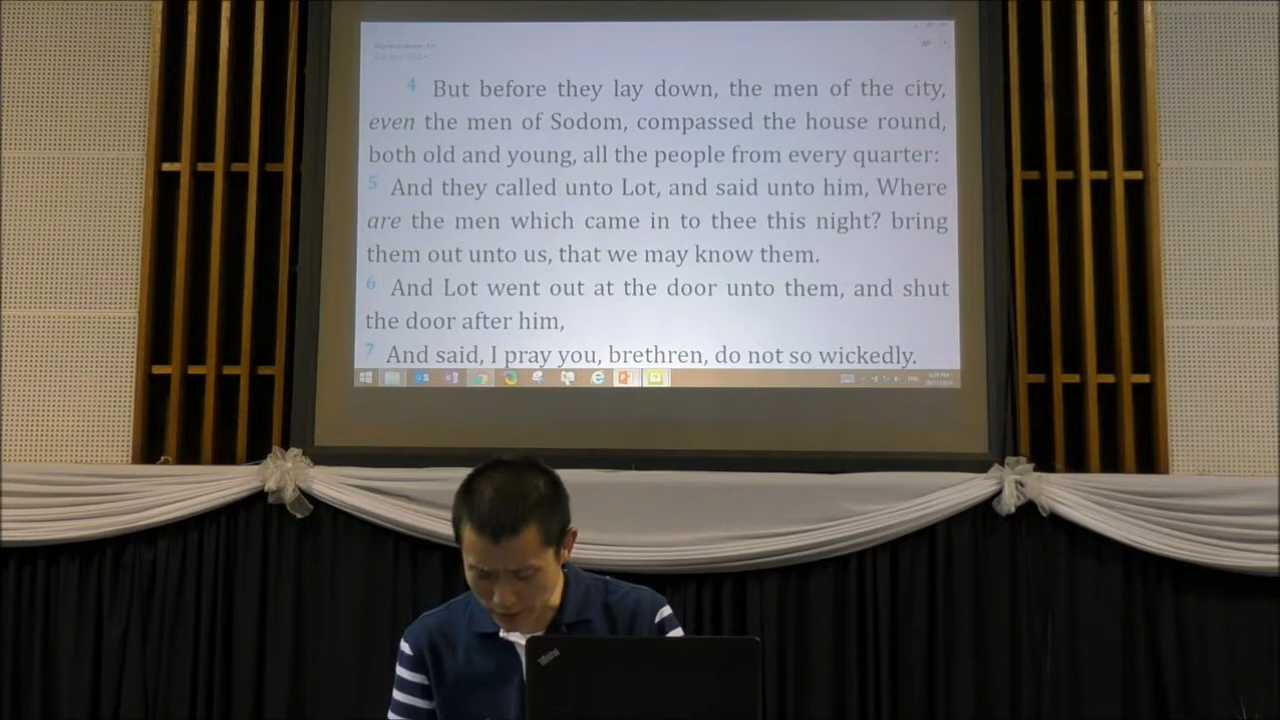 4 But before they lay down, the men of the city,
even the men of Sodom, compassed the house round,
both old and young, all the people from every quarter:
5 And they called unto Lot, and said unto him, Where
are the men which came in to thee this night? bring
them out unto us, that we may know them.
6 And Lot went out at the door unto them, and shut
the door after him,
7 And said, I pray you, brethren, do not so wickedly.